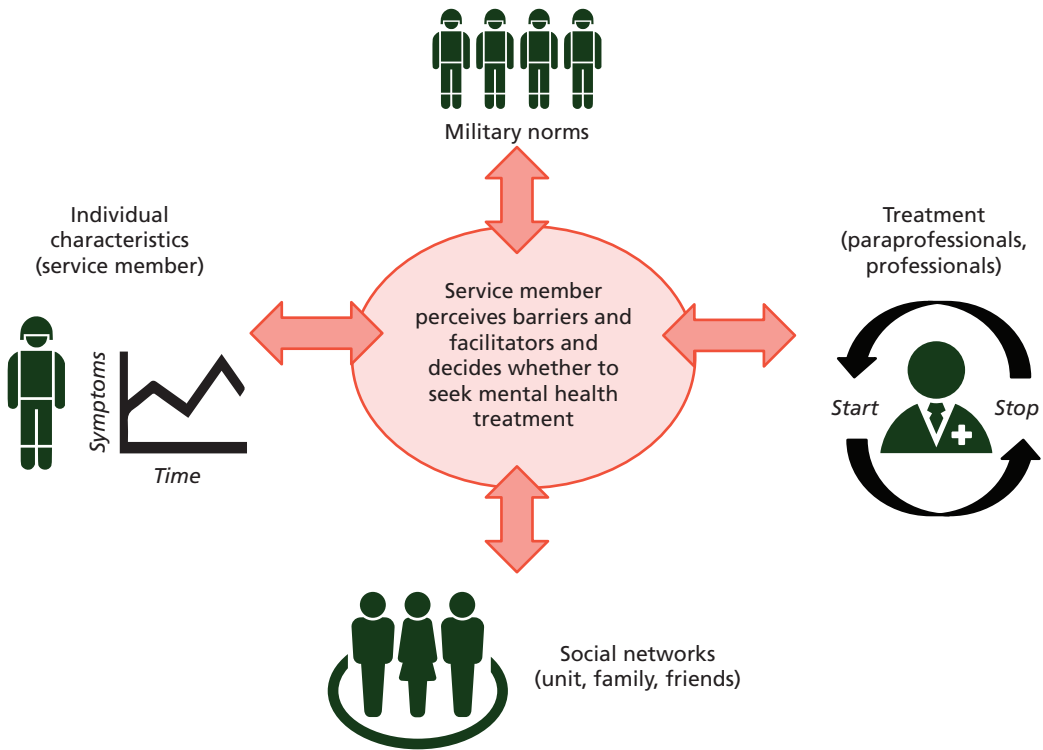 Military norms
Individual
characteristics
(service member)
Symptoms
Time
Service member
perceives barriers and
facilitators and
decides whether to
seek mental health
treatment
Treatment
(paraprofessionals,
professionals)
Start
Stop
Social networks
(unit, family, friends)